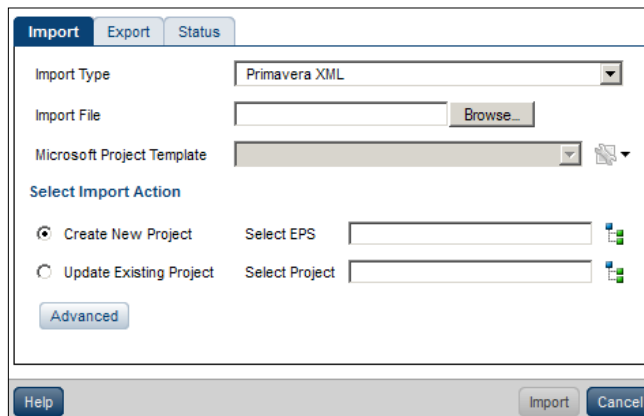 Import Export Status
Import Type Primavera XML
Import File Browse...
Microsoft Project Template
Select Import Action
Create New Project Select EPS
Update Existing Project Select Project
Advanced
Help Import Cancel